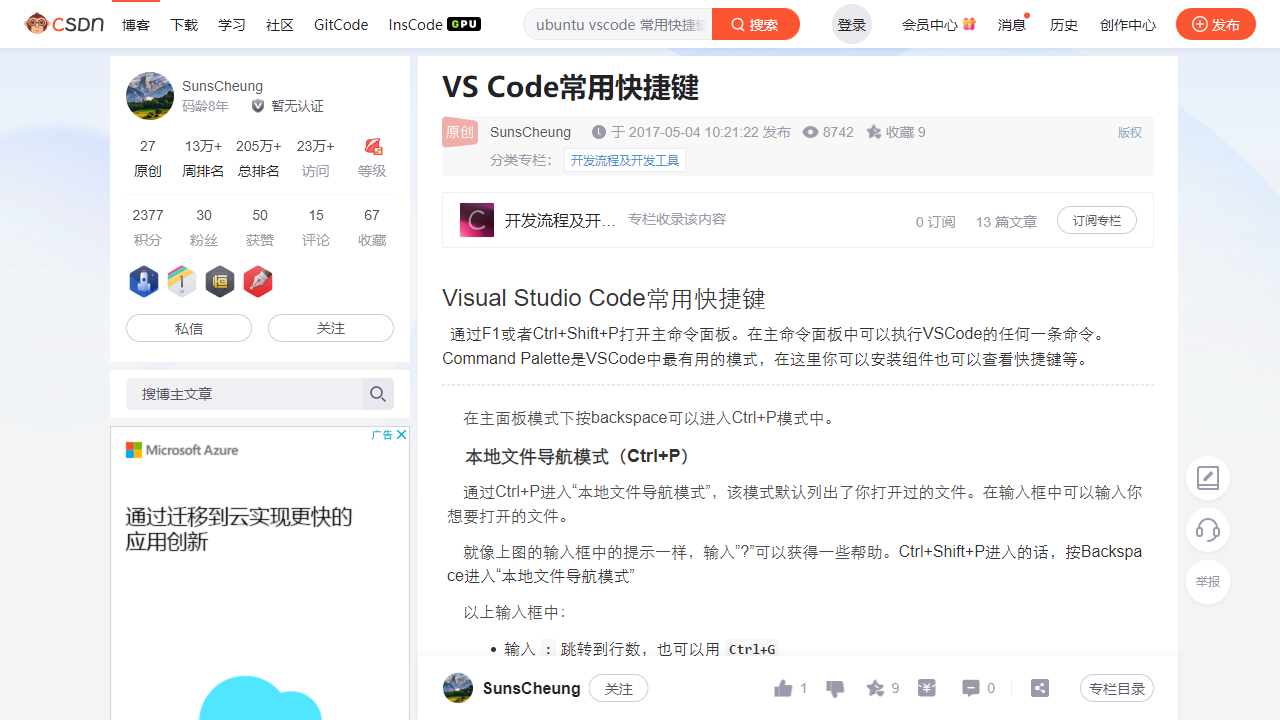 CSDN 博客 下载 学习 社区 GitCode InsCode GPU ubuntu vscode 常用快捷键 搜索 登录 会员中心 消息 历史 创作中心 发布
SunsCheung
码龄8年 暂无认证
27 13万+ 205万+ 23万+
原创 周排名 总排名 访问 等级
2377 30 50 15 67
积分 粉丝 获赞 评论 收藏
私信 关注
搜博主文章
广告
Microsoft Azure
通过迁移到云实现更快的
应用创新
VS Code常用快捷键
原创 SunsCheung 于 2017-05-04 10:21:22 发布 8742 收藏 9 版权
分类专栏： 开发流程及开发工具
C 开发流程及开... 专栏收录该内容 0 订阅 13 篇文章 订阅专栏
Visual Studio Code常用快捷键
通过F1或者Ctrl+Shift+P打开主命令面板。在主命令面板中可以执行VSCode的任何一条命令。
Command Palette是VSCode中最有用的模式，在这里你可以安装组件也可以查看快捷键等。
在主面板模式下按backspace可以进入Ctrl+P模式中。
本地文件导航模式（Ctrl+P）
通过Ctrl+P进入“本地文件导航模式”，该模式默认列出了你打开过的文件。在输入框中可以输入你
想要打开的文件。
就像上图的输入框中的提示一样，输入”?”可以获得一些帮助。Ctrl+Shift+P进入的话，按Backspa
ce进入“本地文件导航模式”
以上输入框中：
• 输入 : 跳转到行数，也可以用 Ctrl+G
SunsCheung 关注 1 9 0 专栏目录
举报